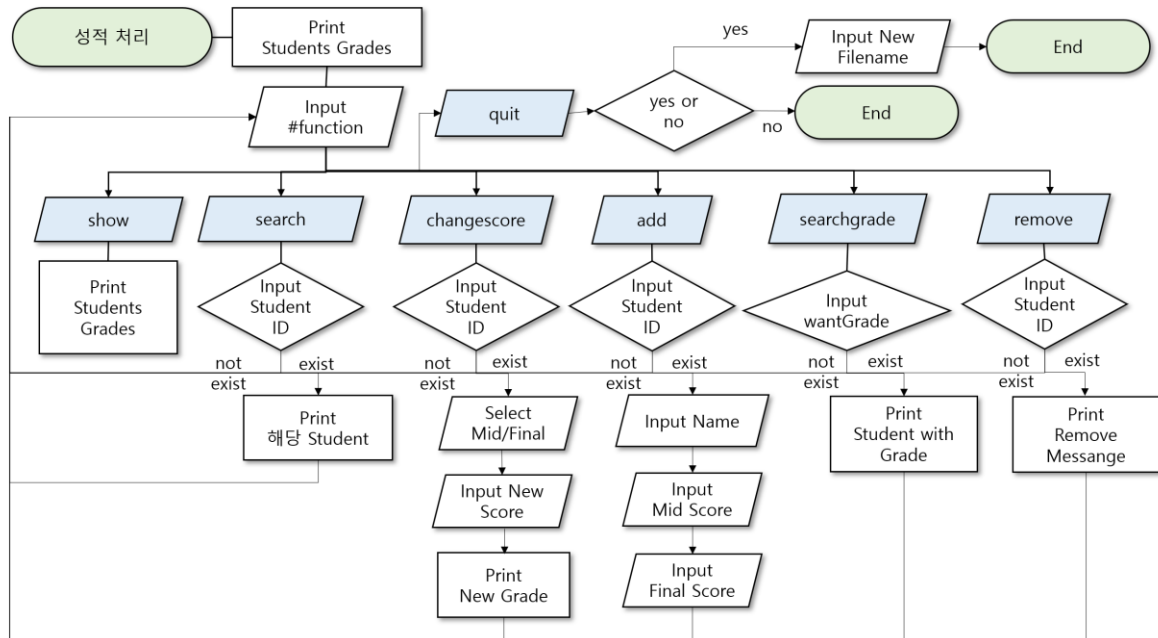 성적 처리
Print
Students Grades
yes
Input New
Filename
End
Input
#function
quit
yes or
no
no
End
show
search
changescore
add
searchgrade
remove
Print
Students
Grades
Input
Student
ID
Input
Student
ID
Input
Student
ID
Input
wantGrade
Input
Student
ID
not
exist
exist
not
exist
exist
not
exist
exist
not
exist
exist
not
exist
exist
Print
해당 Student
Select
Mid/Final
Input New
Score
Print
New Grade
Input Name
Input
Mid Score
Input
Final Score
Print
Student with
Grade
Print
Remove
Messange